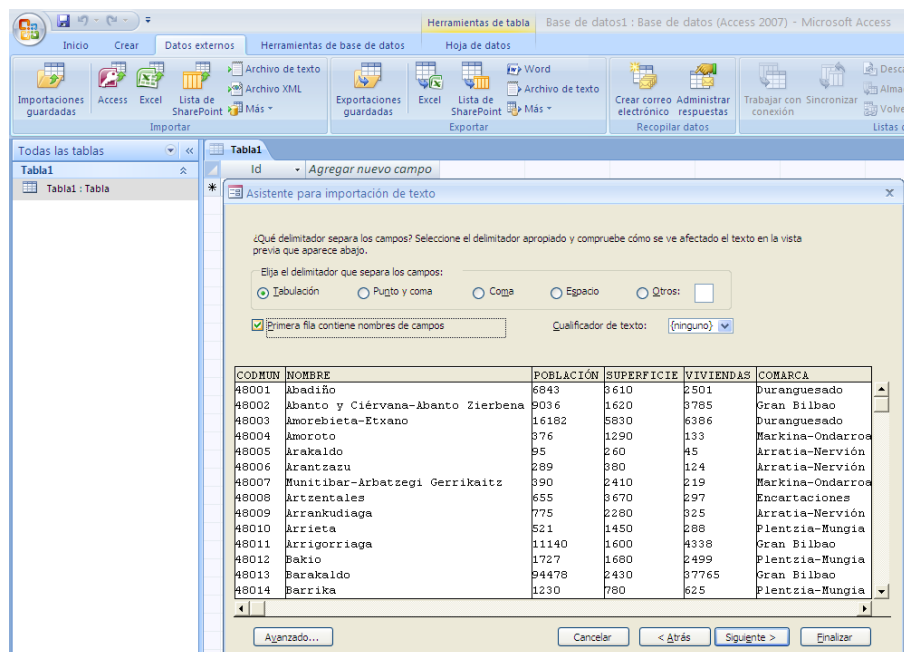 Herramientas de tabla Base de datos1 : Base de datos (Access 2007) - Microsoft Access
Inicio Crear Datos externos Herramientas de base de datos Hoja de datos
Importaciones guardadas
Access
Excel
Lista de SharePoint
Archivo de texto
Archivo XML
Más
Importar
Exportaciones guardadas
Excel
Lista de SharePoint
Word
Archivo de texto
Más
Exportar
Crear correo electrónico
Administrar respuestas
Recopilar datos
Trabajar con conexión
Sincronizar
Desca
Alma
Volve
Listas
Todas las tablas
Tabla1
Tabla1 : Tabla
Tabla1
Id Agregar nuevo campo
Asistente para importación de texto
¿Qué delimitador separa los campos? Seleccione el delimitador apropiado y compruebe cómo se ve afectado el texto en la vista
previa que aparece abajo.
Elija el delimitador que separa los campos:
Tabulación Punto y coma Coma Espacio Otros:
Primera fila contiene nombres de campos Cualificador de texto: {ninguno}
CODMUN NOMBRE POBLACIÓN SUPERFICIE VIVIENDAS COMARCA
48001 Abadiño 6843 3610 2501 Duranguesado
48002 Abanto y Ciérvana-Abanto Zierbena 9036 1620 3785 Gran Bilbao
48003 Amorebieta-Etxano 16182 5830 6386 Duranguesado
48004 Amoroto 376 1290 133 Markina-Ondarroa
48005 Arakaldo 95 260 45 Arratia-Nervión
48006 Arantzazu 289 380 124 Arratia-Nervión
48007 Munitibar-Arbatzegi Gerrikaitz 390 2410 219 Markina-Ondarroa
48008 Artzentales 655 3670 297 Encartaciones
48009 Arrankudiaga 775 2280 325 Arratia-Nervión
48010 Arrieta 521 1450 288 Plentzia-Mungia
48011 Arrigorriaga 11140 1600 4338 Gran Bilbao
48012 Bakio 1727 1680 2499 Plentzia-Mungia
48013 Barakaldo 94478 2430 37765 Gran Bilbao
48014 Barrika 1230 780 625 Plentzia-Mungia
Avanzado... Cancelar < Atrás Siguiente > Finalizar